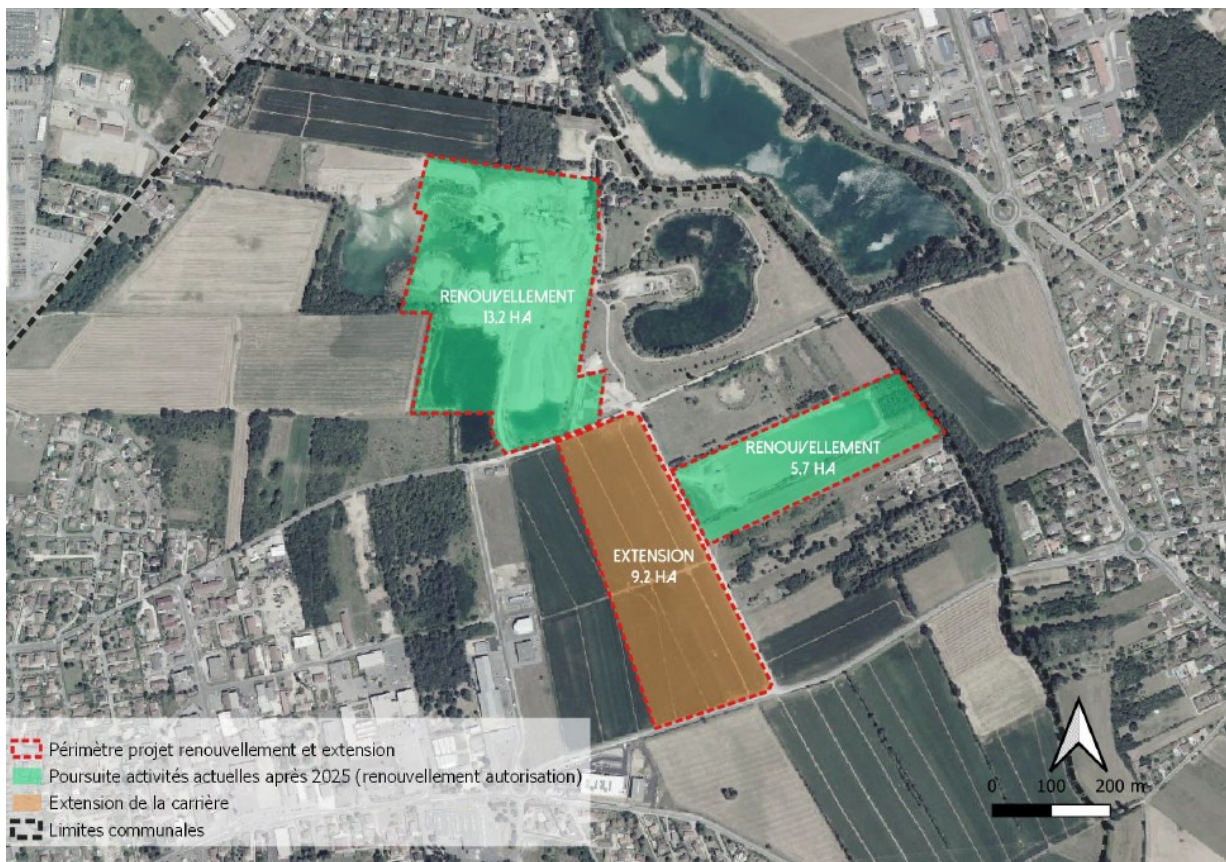 RENOUVELLEMENT
13.2 HA
RENOUVELLEMENT
5.7 HA
EXTENSION
9.2 HA
Périmètre projet renouvellement et extension
Poursuite activités actuelles après 2025 (renouvellement autorisation)
Extension de la carrière
Limites communales
0 100 200 m